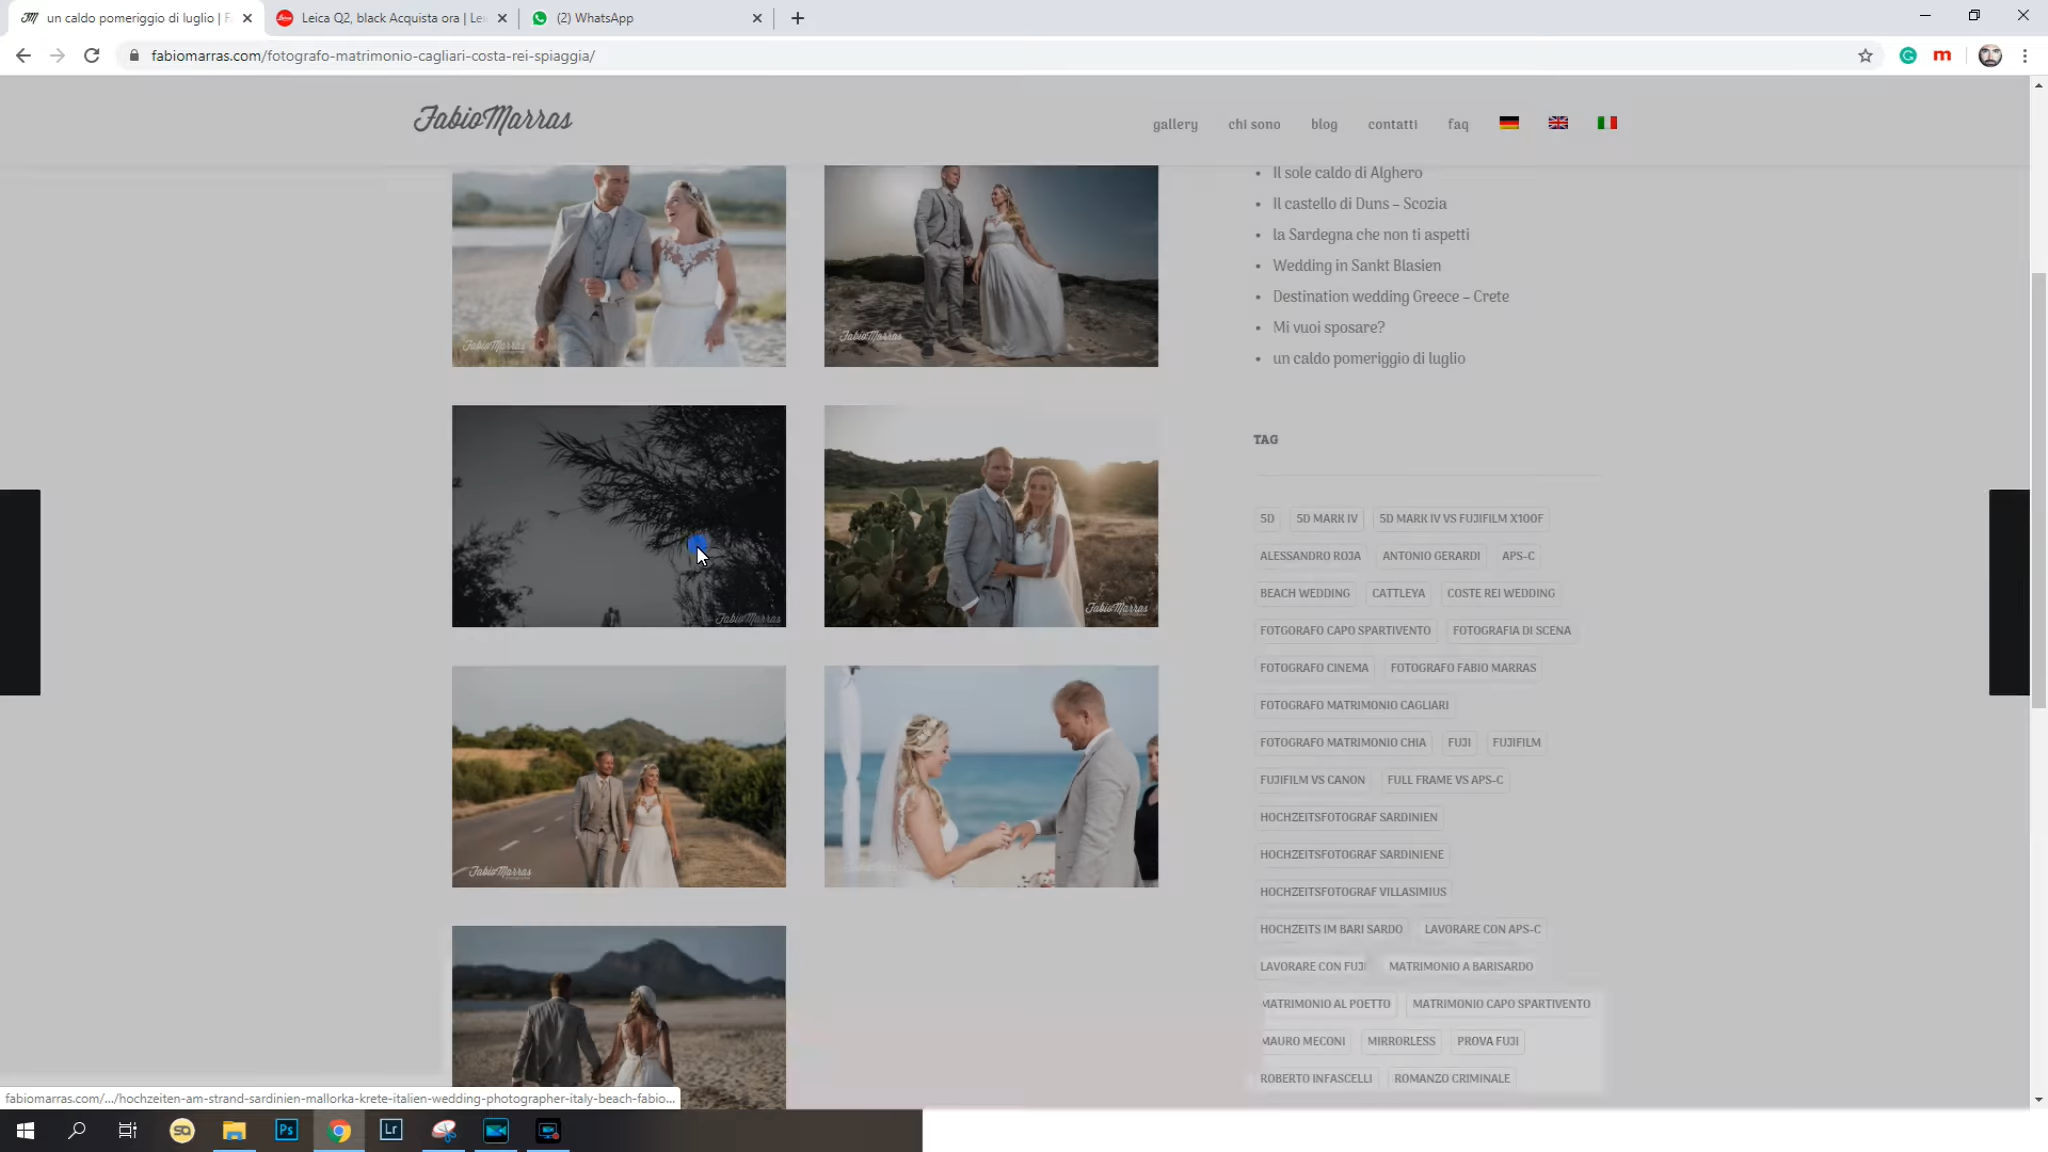 un caldo pomeriggio di luglio | F
Leica Q2, black Acquista ora | Le
(2) WhatsApp
fabiomarras.com/fotografo-matrimonio-cagliari-costa-rei-spiaggia/
FabioMarras
gallery
chi sono
blog
contatti
faq
Il sole caldo di Alghero
Il castello di Duns – Scozia
la Sardegna che non ti aspetti
Wedding in Sankt Blasien
Destination wedding Greece – Crete
Mi vuoi sposare?
un caldo pomeriggio di luglio
FabioMarras
FabioMarras
FabioMarras
FabioMarras
FabioMarras
TAG
5D
5D MARK IV
5D MARK IV VS FUJIFILM X100F
ALESSANDRO ROJA
ANTONIO GERARDI
APS-C
BEACH WEDDING
CATTLEYA
COSTE REI WEDDING
FOTGORAFO CAPO SPARTIVENTO
FOTOGRAFIA DI SCENA
FOTOGRAFO CINEMA
FOTOGRAFO FABIO MARRAS
FOTOGRAFO MATRIMONIO CAGLIARI
FOTOGRAFO MATRIMONIO CHIA
FUJI
FUJIFILM
FUJIFILM VS CANON
FULL FRAME VS APS-C
HOCHZEITSFOTOGRAF SARDINIEN
HOCHZEITSFOTOGRAF SARDINIENE
HOCHZEITSFOTOGRAF VILLASIMIUS
HOCHZEITS IM BARI SARDO
LAVORARE CON APS-C
LAVORARE CON FUJI
MATRIMONIO A BARISARDO
MATRIMONIO AL POETTO
MATRIMONIO CAPO SPARTIVENTO
MAURO MECONI
MIRRORLESS
PROVA FUJI
ROBERTO INFASCELLI
ROMANZO CRIMINALE
fabiomarras.com/.../hochzeiten-am-strand-sardinien-mallorka-krete-italien-wedding-photographer-italy-beach-fabio...
Ps
Lr